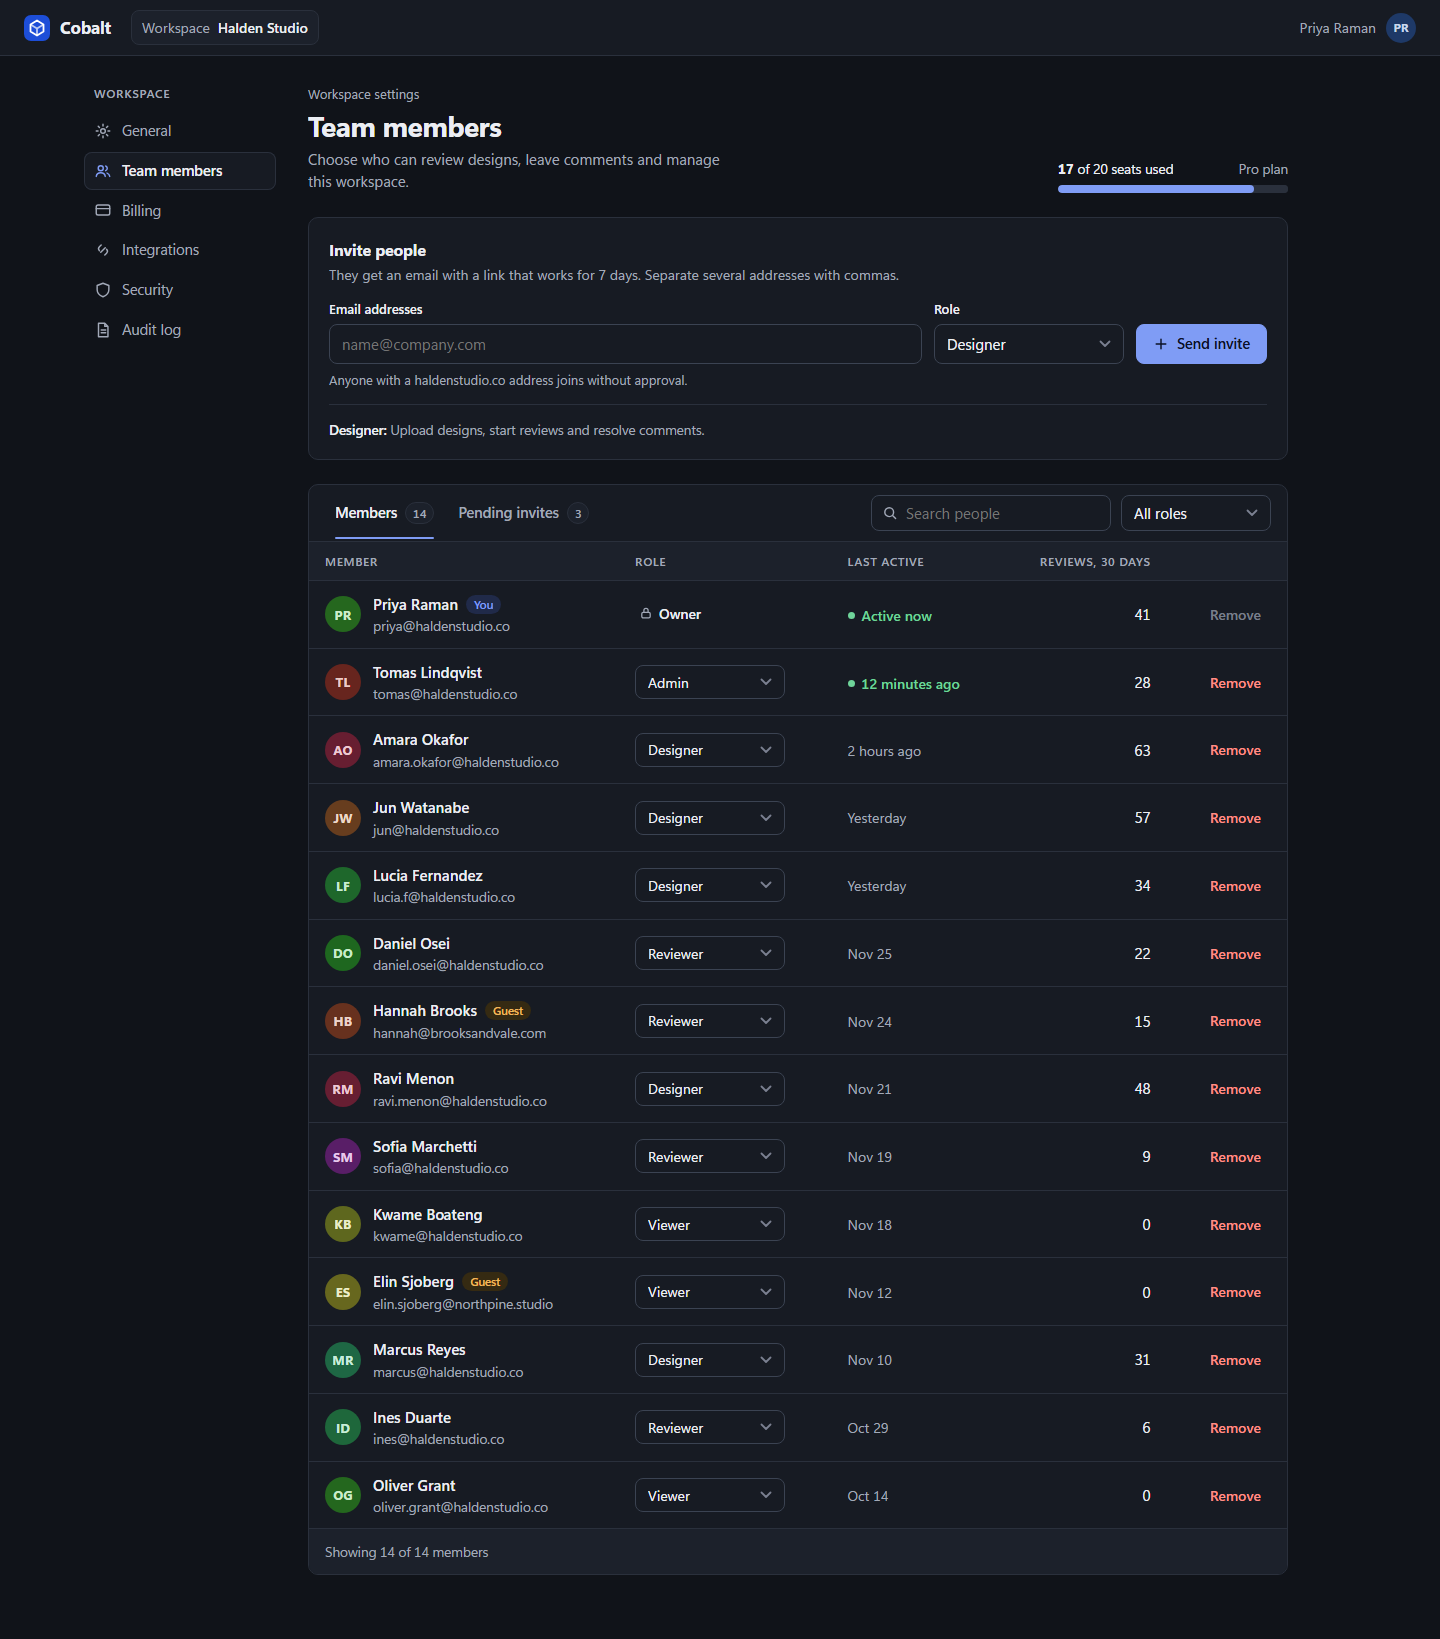 Cobalt
Workspace Halden Studio
Priya Raman PR
WORKSPACE
General
Team members
Billing
Integrations
Security
Audit log
Workspace settings
Team members
Choose who can review designs, leave comments and manage
this workspace.
17 of 20 seats used Pro plan
Invite people
They get an email with a link that works for 7 days. Separate several addresses with commas.
Email addresses Role
name@company.com Designer Send invite
Anyone with a haldenstudio.co address joins without approval.
Designer: Upload designs, start reviews and resolve comments.
Members 14 Pending invites 3 Search people All roles
MEMBER ROLE LAST ACTIVE REVIEWS, 30 DAYS
PR Priya Raman You Owner Active now 41 Remove
priya@haldenstudio.co
TL Tomas Lindqvist Admin 12 minutes ago 28 Remove
tomas@haldenstudio.co
AO Amara Okafor Designer 2 hours ago 63 Remove
amara.okafor@haldenstudio.co
JW Jun Watanabe Designer Yesterday 57 Remove
jun@haldenstudio.co
LF Lucia Fernandez Designer Yesterday 34 Remove
lucia.f@haldenstudio.co
DO Daniel Osei Reviewer Nov 25 22 Remove
daniel.osei@haldenstudio.co
HB Hannah Brooks Guest Reviewer Nov 24 15 Remove
hannah@brooksandvale.com
RM Ravi Menon Designer Nov 21 48 Remove
ravi.menon@haldenstudio.co
SM Sofia Marchetti Reviewer Nov 19 9 Remove
sofia@haldenstudio.co
KB Kwame Boateng Viewer Nov 18 0 Remove
kwame@haldenstudio.co
ES Elin Sjoberg Guest Viewer Nov 12 0 Remove
elin.sjoberg@northpine.studio
MR Marcus Reyes Designer Nov 10 31 Remove
marcus@haldenstudio.co
ID Ines Duarte Reviewer Oct 29 6 Remove
ines@haldenstudio.co
OG Oliver Grant Viewer Oct 14 0 Remove
oliver.grant@haldenstudio.co
Showing 14 of 14 members